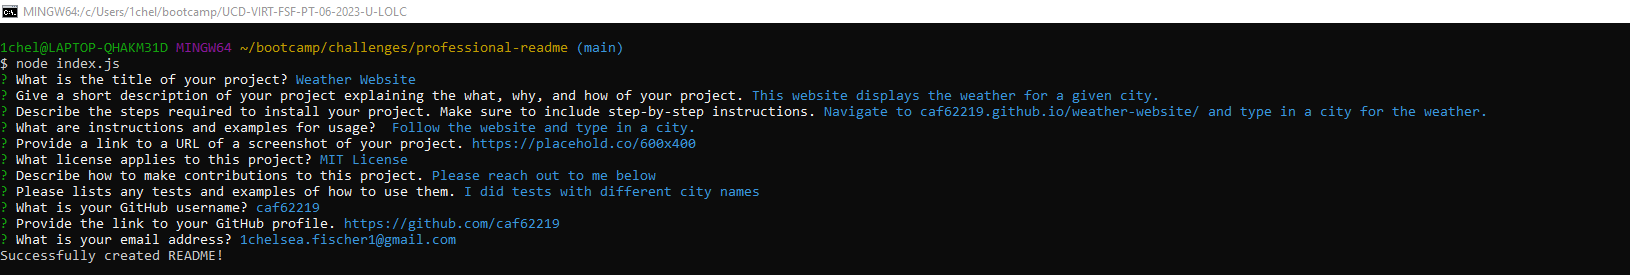 MINGW64:/c/Users/1chel/bootcamp/UCD-VIRT-FSF-PT-06-2023-U-LOLC
1chel@LAPTOP-QHAKM31D MINGW64 ~/bootcamp/challenges/professional-readme (main)
$ node index.js
? What is the title of your project? Weather Website
? Give a short description of your project explaining the what, why, and how of your project. This website displays the weather for a given city.
? Describe the steps required to install your project. Make sure to include step-by-step instructions. Navigate to caf62219.github.io/weather-website/ and type in a city for the weather.
? What are instructions and examples for usage?  Follow the website and type in a city.
? Provide a link to a URL of a screenshot of your project. https://placehold.co/600x400
? What license applies to this project? MIT License
? Describe how to make contributions to this project. Please reach out to me below
? Please lists any tests and examples of how to use them. I did tests with different city names
? What is your GitHub username? caf62219
? Provide the link to your GitHub profile. https://github.com/caf62219
? What is your email address? 1chelsea.fischer1@gmail.com
Successfully created README!